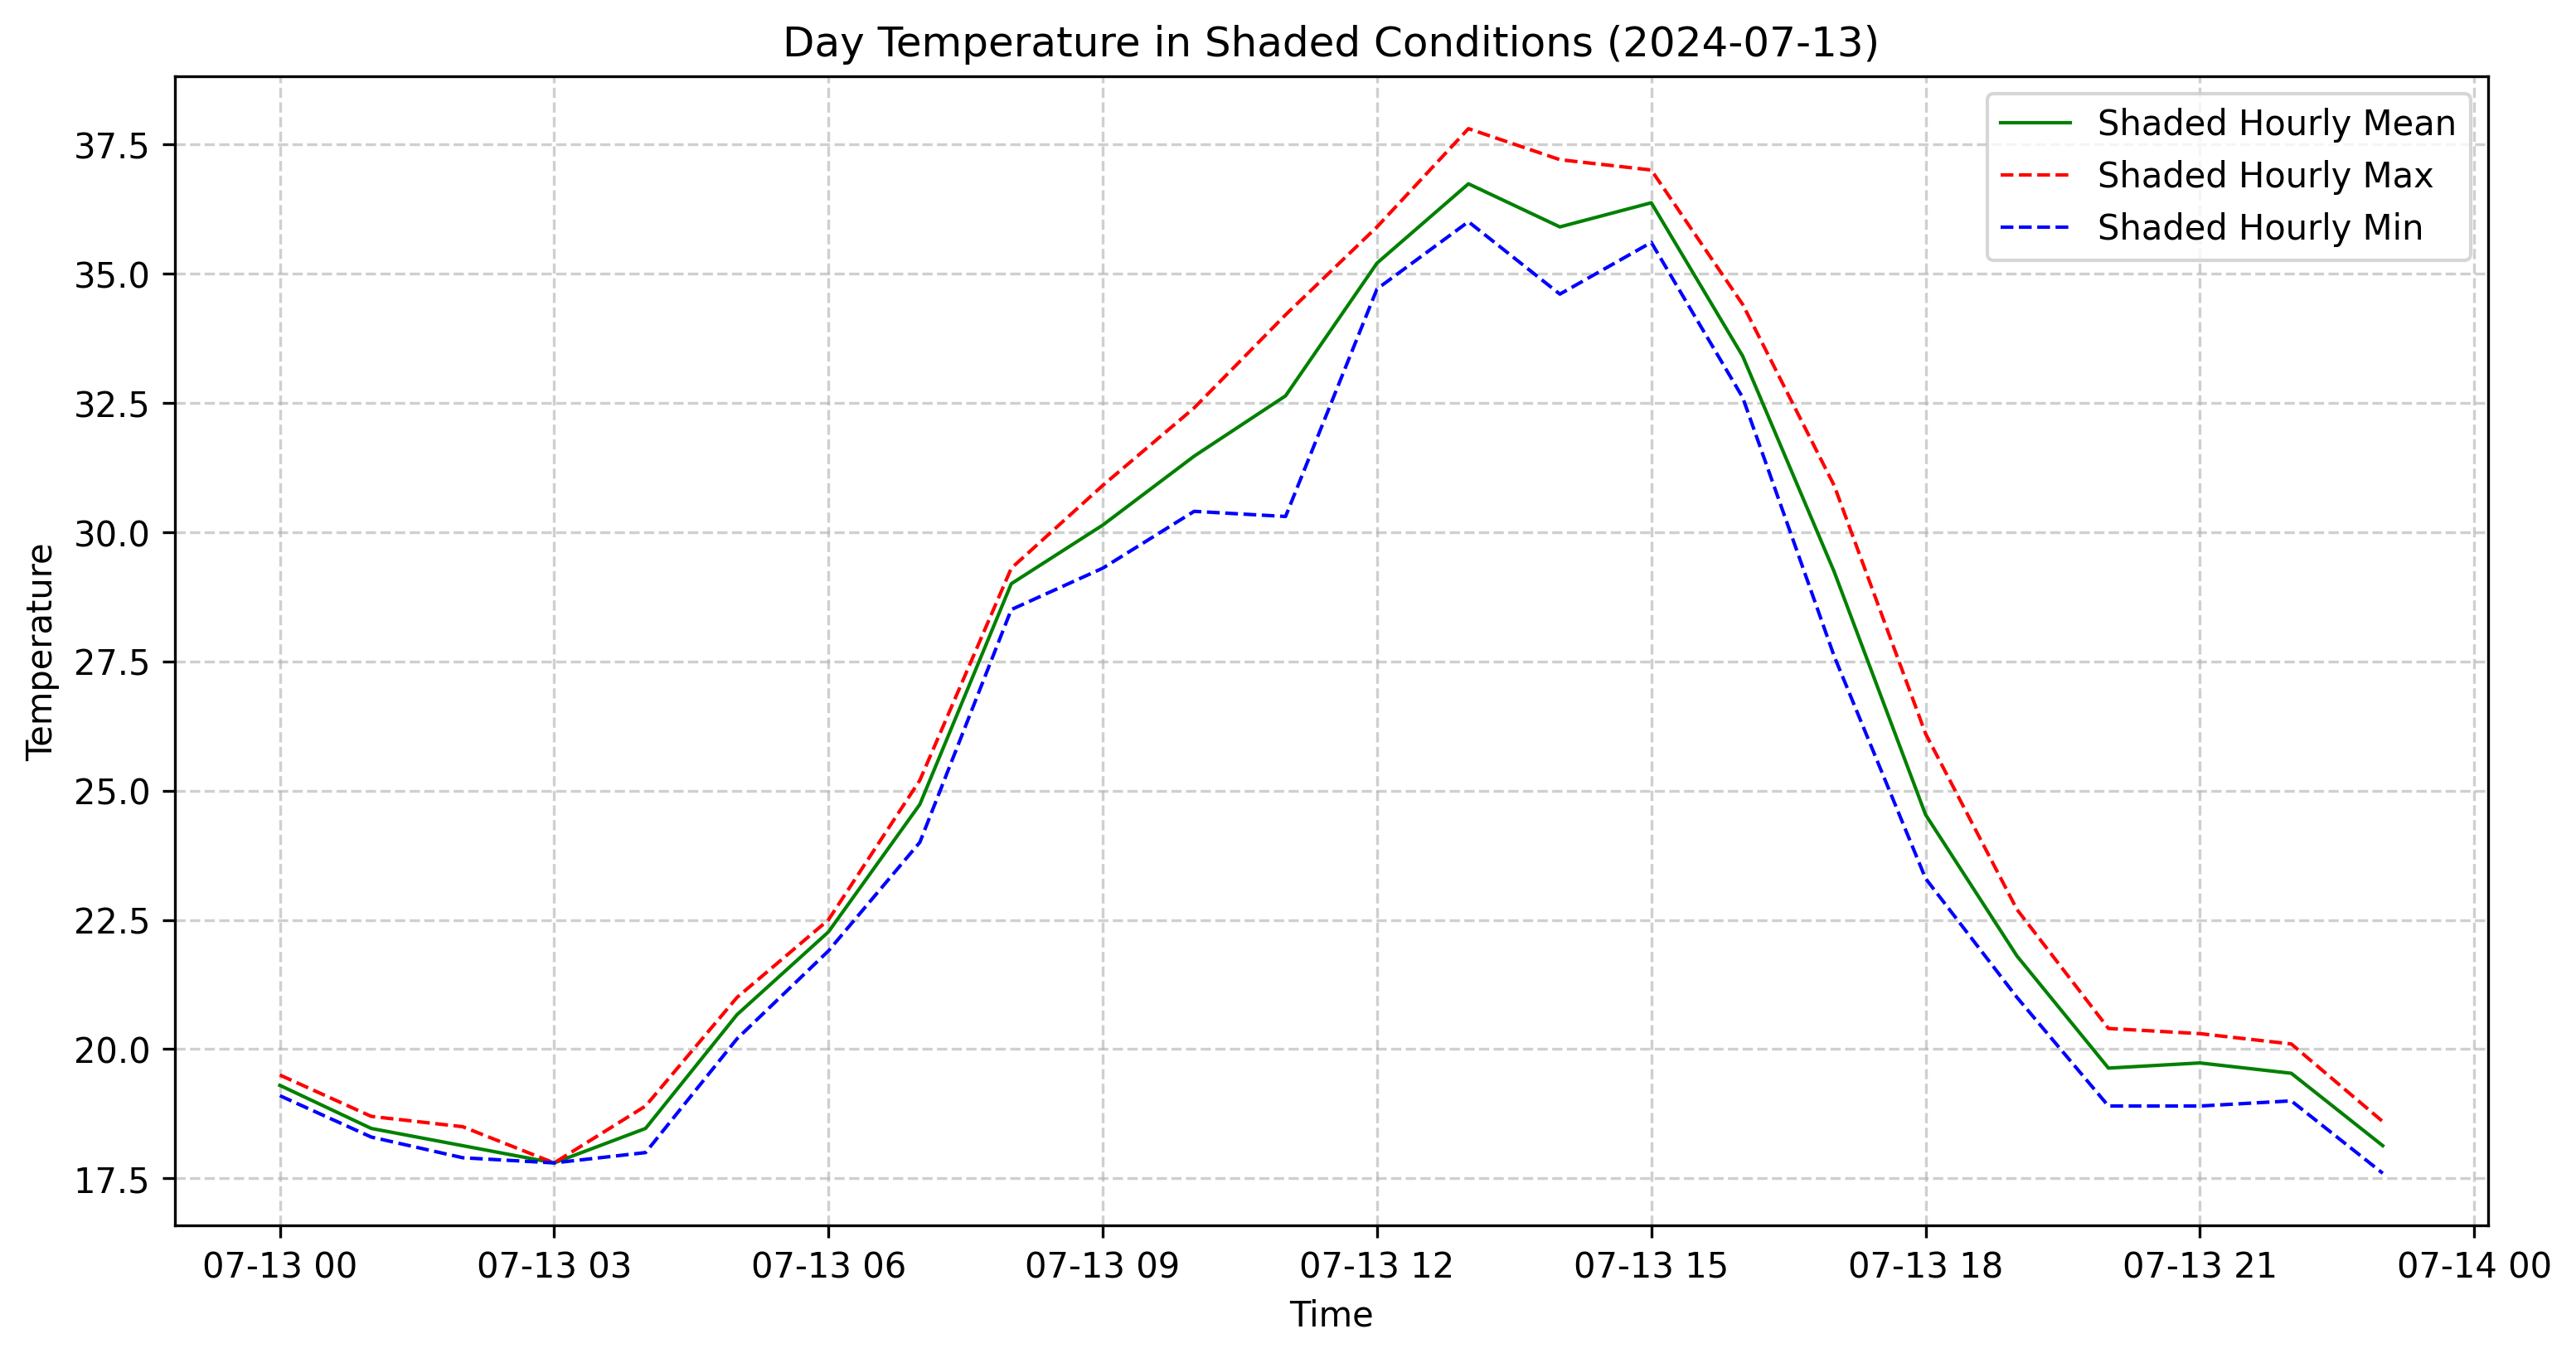 Day Temperature in Shaded Conditions (2024-07-13)
Shaded Hourly Mean
Shaded Hourly Max
Shaded Hourly Min
Temperature
37.5
35.0
32.5
30.0
27.5
25.0
22.5
20.0
17.5
07-13 00 07-13 03 07-13 06 07-13 09 07-13 12 07-13 15 07-13 18 07-13 21 07-14 00
Time